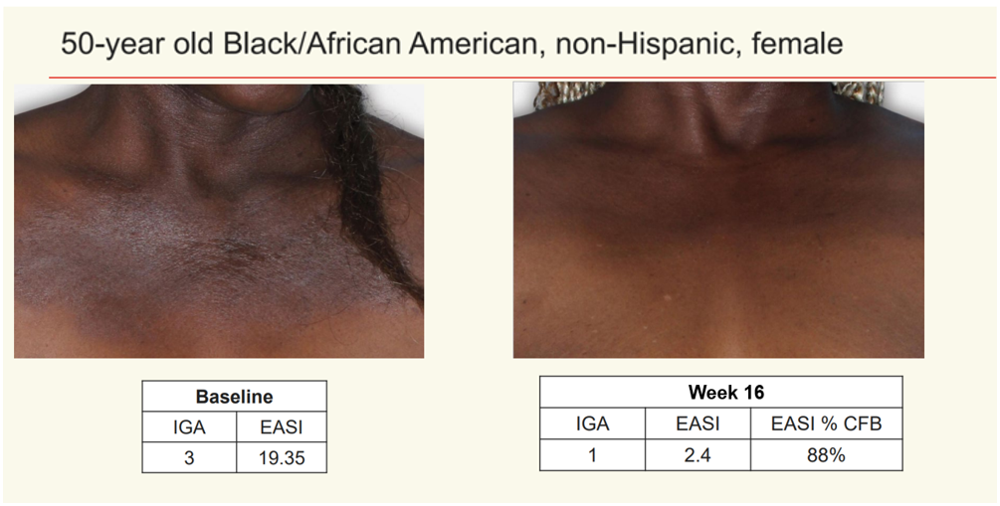 50-year old Black/African American, non-Hispanic, female
Baseline
IGA EASI
3 19.35
Week 16
IGA EASI EASI % CFB
1 2.4 88%